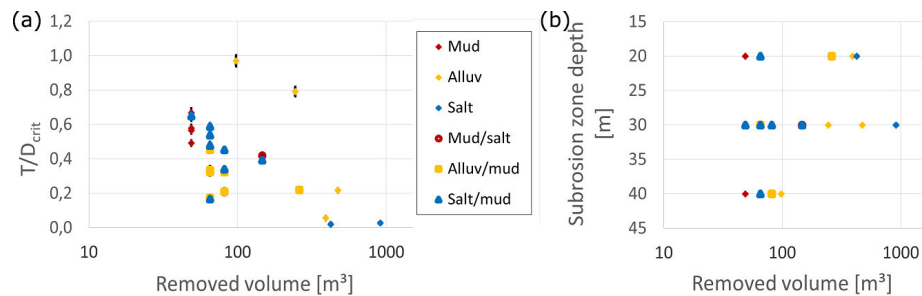 (a)
T/Dcrit
1,2
1,0
0,8
0,6
0,4
0,2
0,0
10 100 1000
Removed volume [m³]
Mud
Alluv
Salt
Mud/salt
Alluv/mud
Salt/mud
(b)
Subrosion zone depth
[m]
15
20
25
30
35
40
45
10 100 1000
Removed volume [m³]